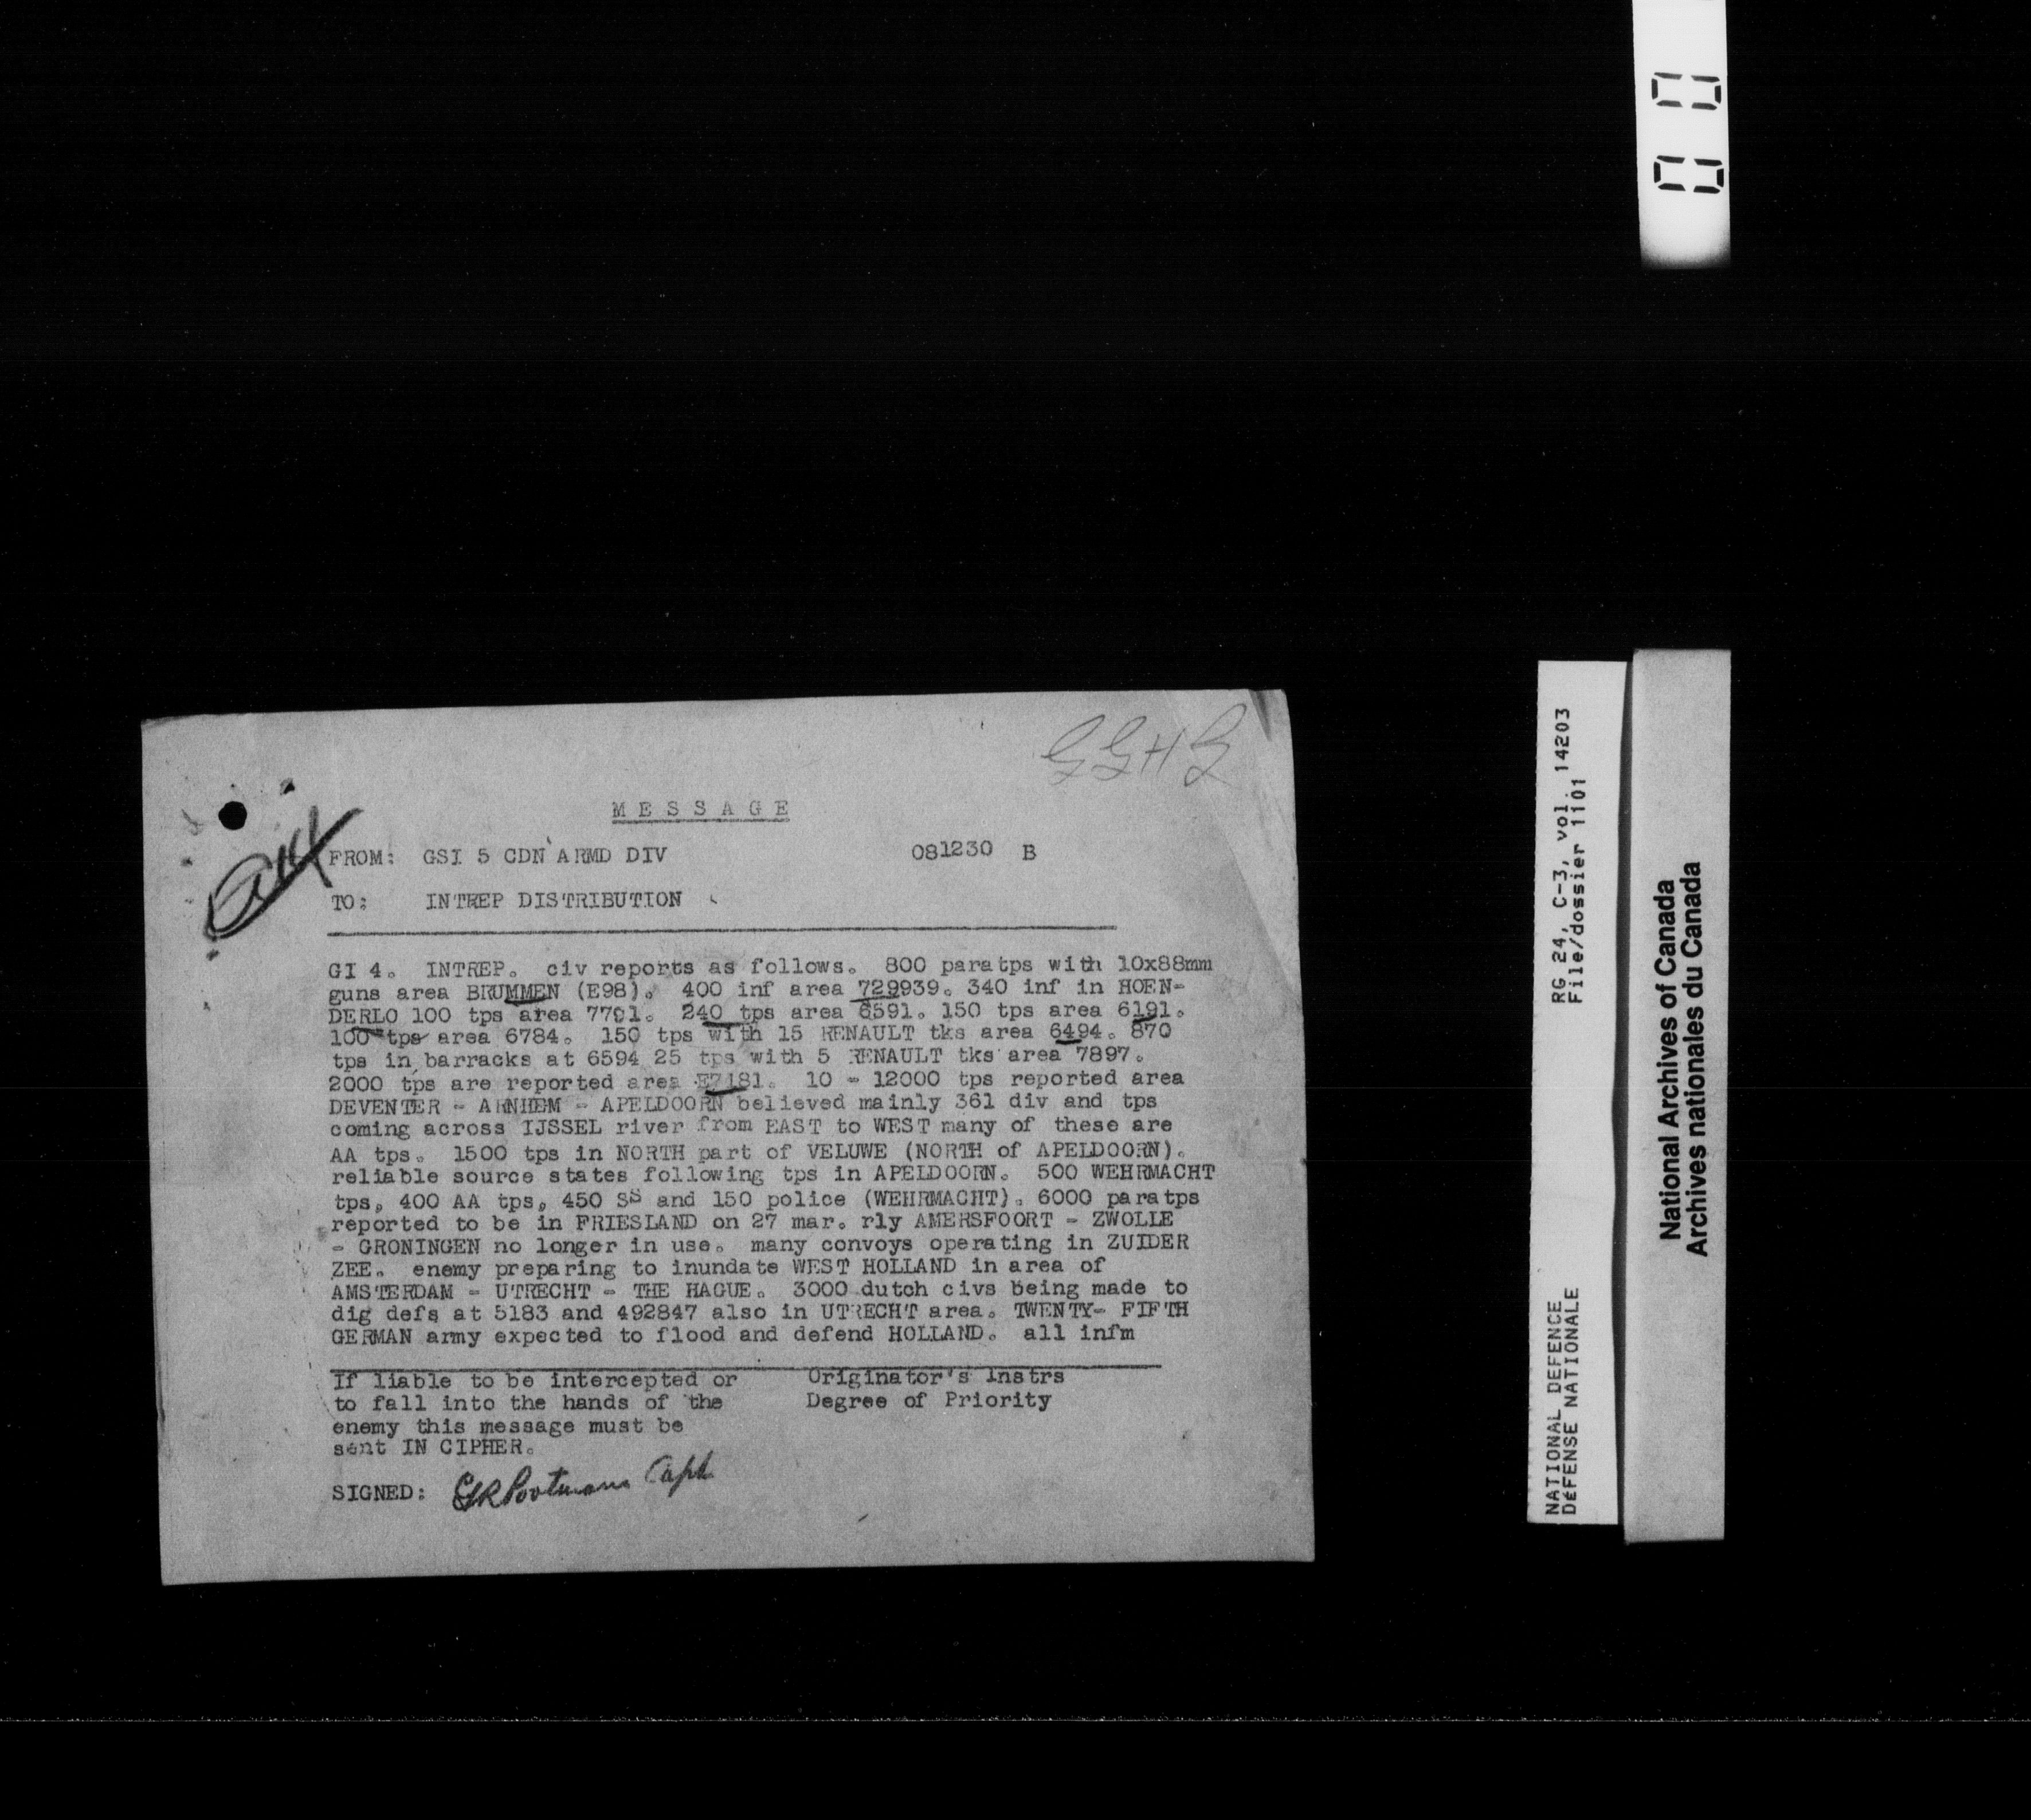 GGHG
M E S S A G E
FROM: GSI 5 CDN ARMD DIV 081230 B
TO: INTREP DISTRIBUTION
GI 4. INTREP. civ reports as follows. 800 paratps with 10x88mm
guns area BRUMMEN (E98). 400 inf area 729939. 340 inf in HOEN-
DERLO 100 tps area 7791. 240 tps area 6591. 150 tps area 6191.
100 tps area 6784. 150 tps with 15 RENAULT tks area 6494. 870
tps in barracks at 6594 25 tps with 5 RENAULT tks area 7897.
2000 tps are reported area E7181. 10 - 12000 tps reported area
DEVENTER - ARNHEM - APELDOORN believed mainly 361 div and tps
coming across IJSSEL river from EAST to WEST many of these are
AA tps. 1500 tps in NORTH part of VELUWE (NORTH of APELDOORN).
reliable source states following tps in APELDOORN. 500 WEHRMACHT
tps, 400 AA tps, 450 SS and 150 police (WEHRMACHT). 6000 paratps
reported to be in FRIESLAND on 27 mar. rly AMERSFOORT - ZWOLLE
- GRONINGEN no longer in use. many convoys operating in ZUIDER
ZEE. enemy preparing to inundate WEST HOLLAND in area of
AMSTERDAM - UTRECHT - THE HAGUE. 3000 dutch civs being made to
dig defs at 5183 and 492847 also in UTRECHT area. TWENTY- FIFTH
GERMAN army expected to flood and defend HOLLAND. all infm
If liable to be intercepted or Originator's Instrs
to fall into the hands of the Degree of Priority
enemy this message must be
sent IN CIPHER.
SIGNED: Capt
NATIONAL DEFENCE RG 24, C-3, vol. 14203
DéFENSE NATIONALE File/dossier 1101
National Archives of Canada
Archives nationales du Canada